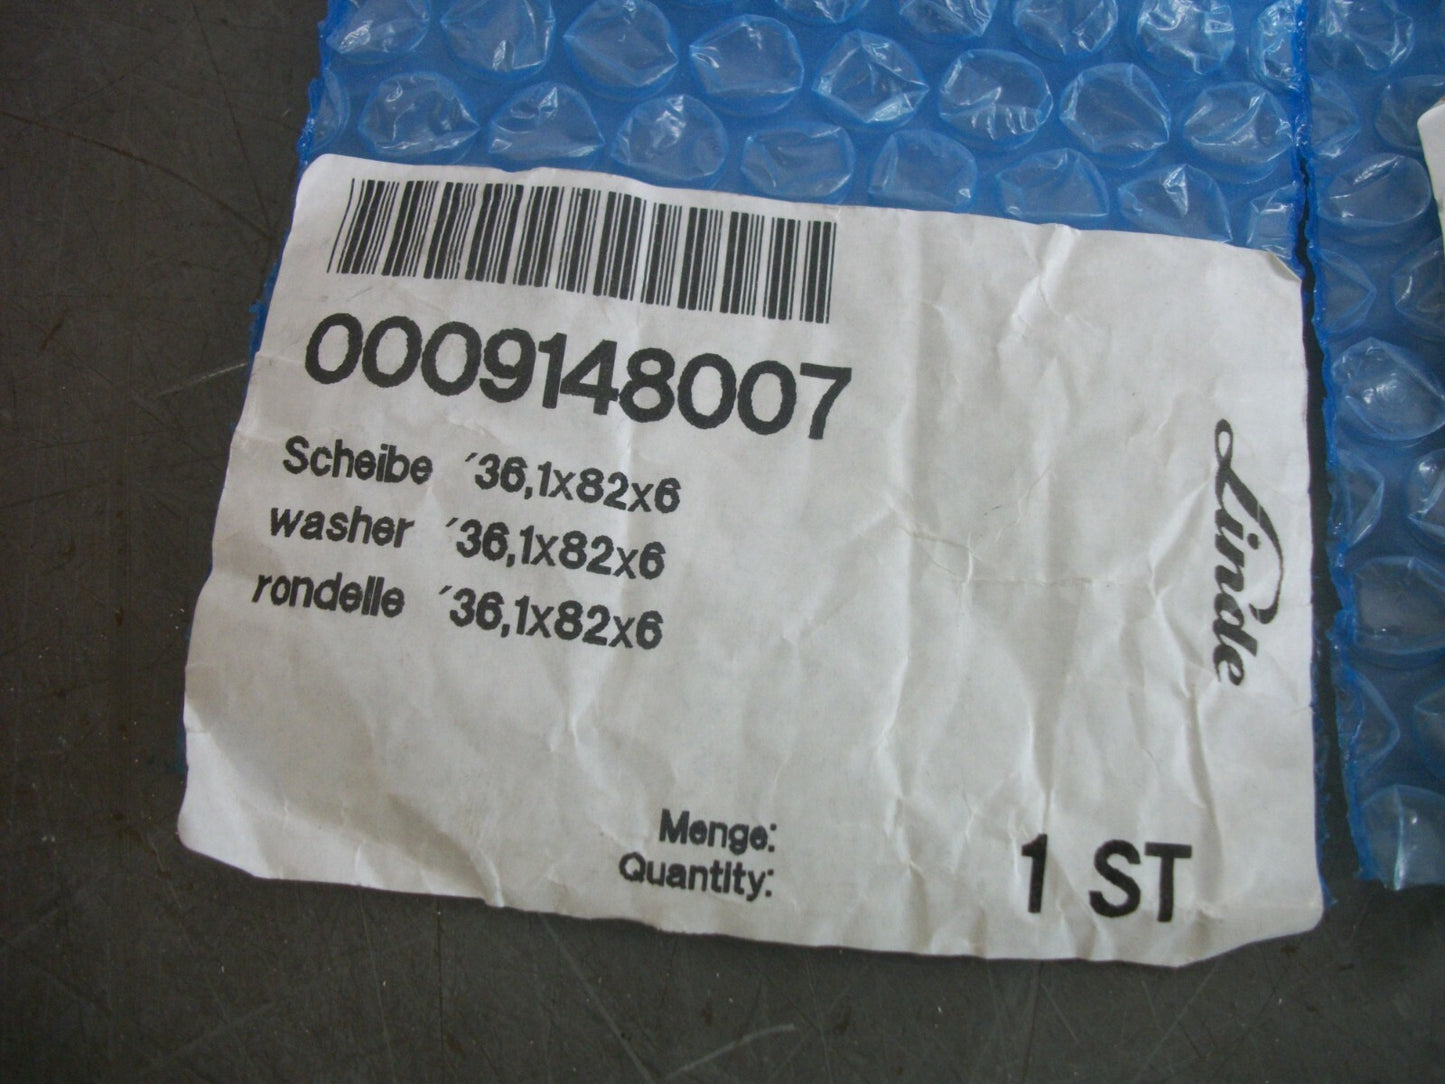 0009148007
Scheibe ´36,1x82x6
washer ´36,1x82x6
rondelle ´36,1x82x6
Menge:
Quantity:
1 ST
Linde